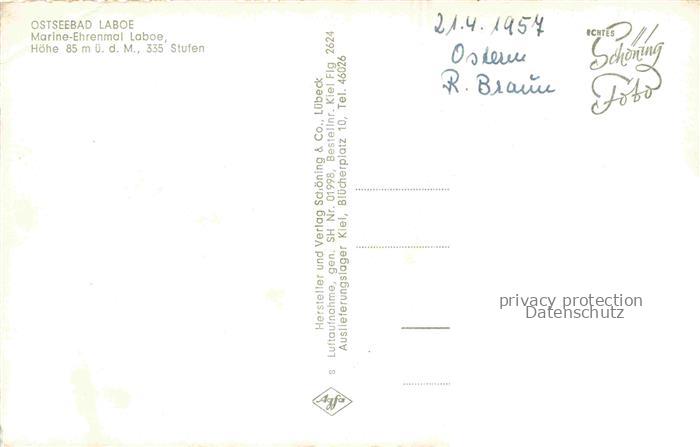 OSTSEEBAD LABOE
Marine-Ehrenmal Laboe,
Höhe 85 m ü. d. M., 335 Stufen
21.4.1957
Ostern
R. Braun
ECHTES
Schöning
Foto
Hersteller und Verlag Schöning & Co., Lübeck
Luftaufnahme, gen. SH Nr. 01998, Bestellnr. Kiel Flg 2624
Auslieferungslager Kiel, Blücherplatz 10, Tel. 46026
s
Agfa
privacy protection
Datenschutz